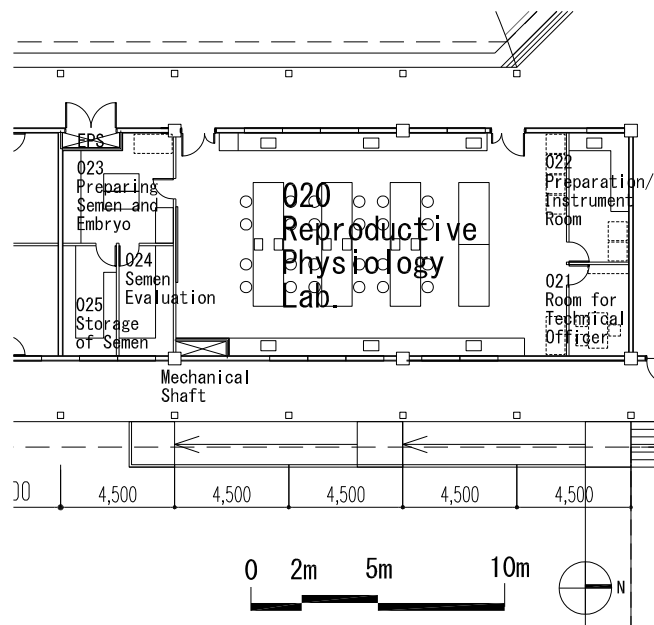 EPS
023
Preparing
Semen and
Embryo
020
Reproductive
Physiology
Lab.
022
Preparation/
Instrument
Room
024
Semen
Evaluation
025
Storage
of Semen
021
Room for
Technical
Officer
Mechanical
Shaft
00
4,500
4,500
4,500
4,500
4,500
0 2m 5m 10m
N